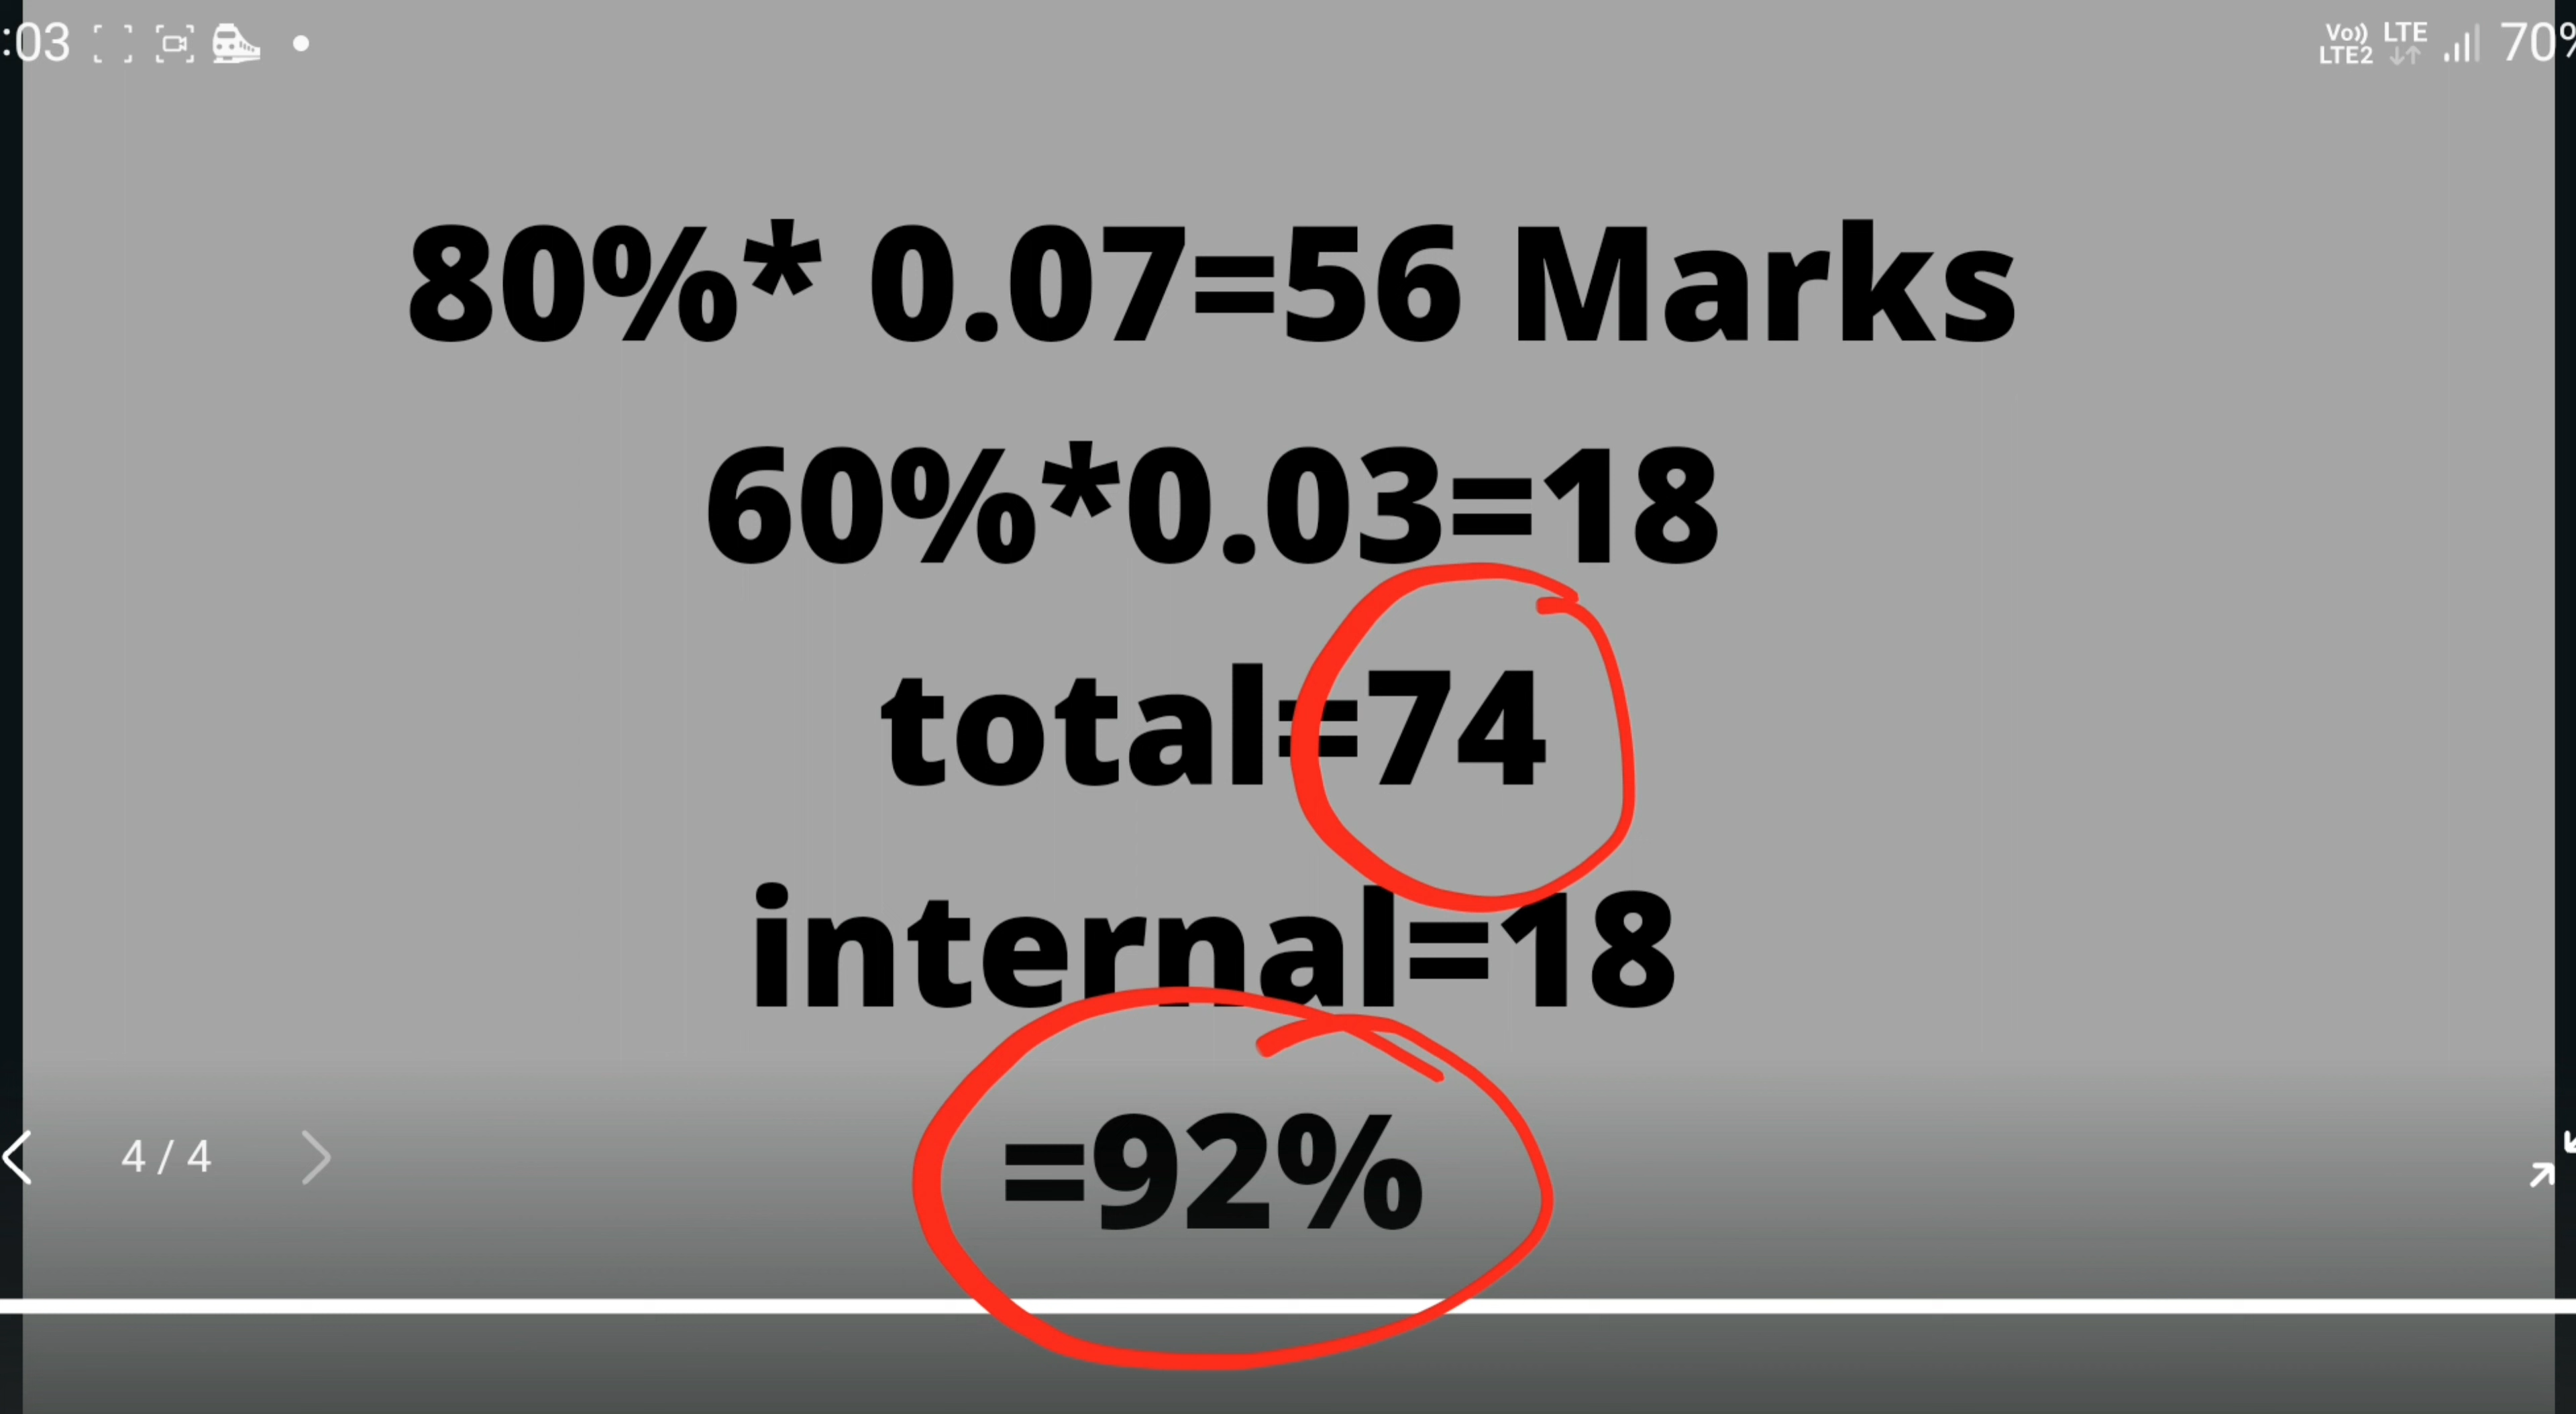 :03 Vo)) LTE 70%
LTE2
80%* 0.07=56 Marks
60%*0.03=18
total=74
internal=18
4 / 4
=92%